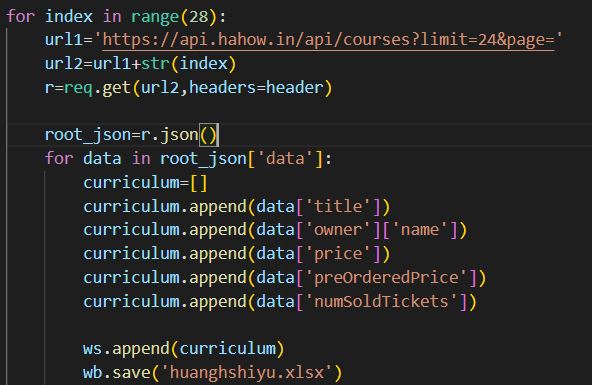 for index in range(28):
    url1='https://api.hahow.in/api/courses?limit=24&page='
    url2=url1+str(index)
    r=req.get(url2,headers=header)

    root_json=r.json()
    for data in root_json['data']:
        curriculum=[]
        curriculum.append(data['title'])
        curriculum.append(data['owner']['name'])
        curriculum.append(data['price'])
        curriculum.append(data['preOrderedPrice'])
        curriculum.append(data['numSoldTickets'])

        ws.append(curriculum)
        wb.save('huanghshiyu.xlsx')